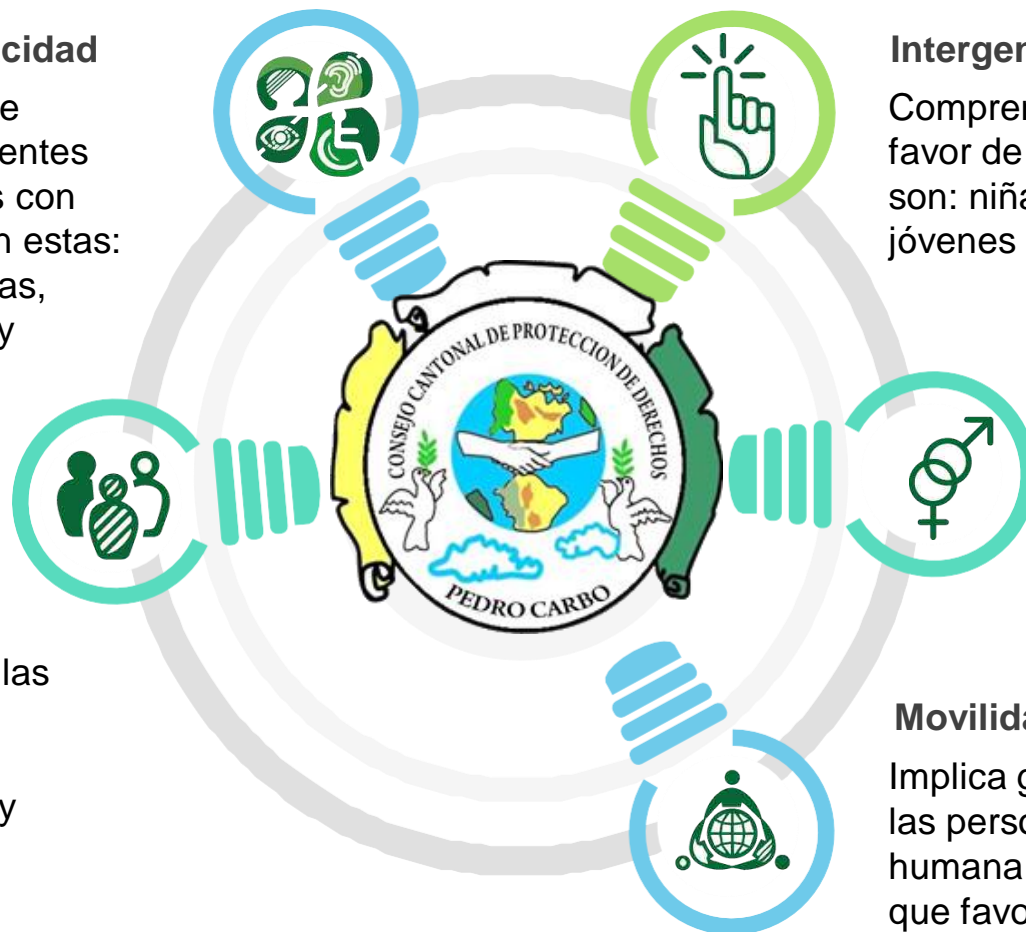 cidad
e
entes
s con
n estas:
as,
y
las
y
Interger
Compren
favor de
son: niña
jóvenes
CONSEJO CANTONAL DE PROTECCION DE DERECHOS
PEDRO CARBO
Movilida
Implica g
las perso
humana
que favo